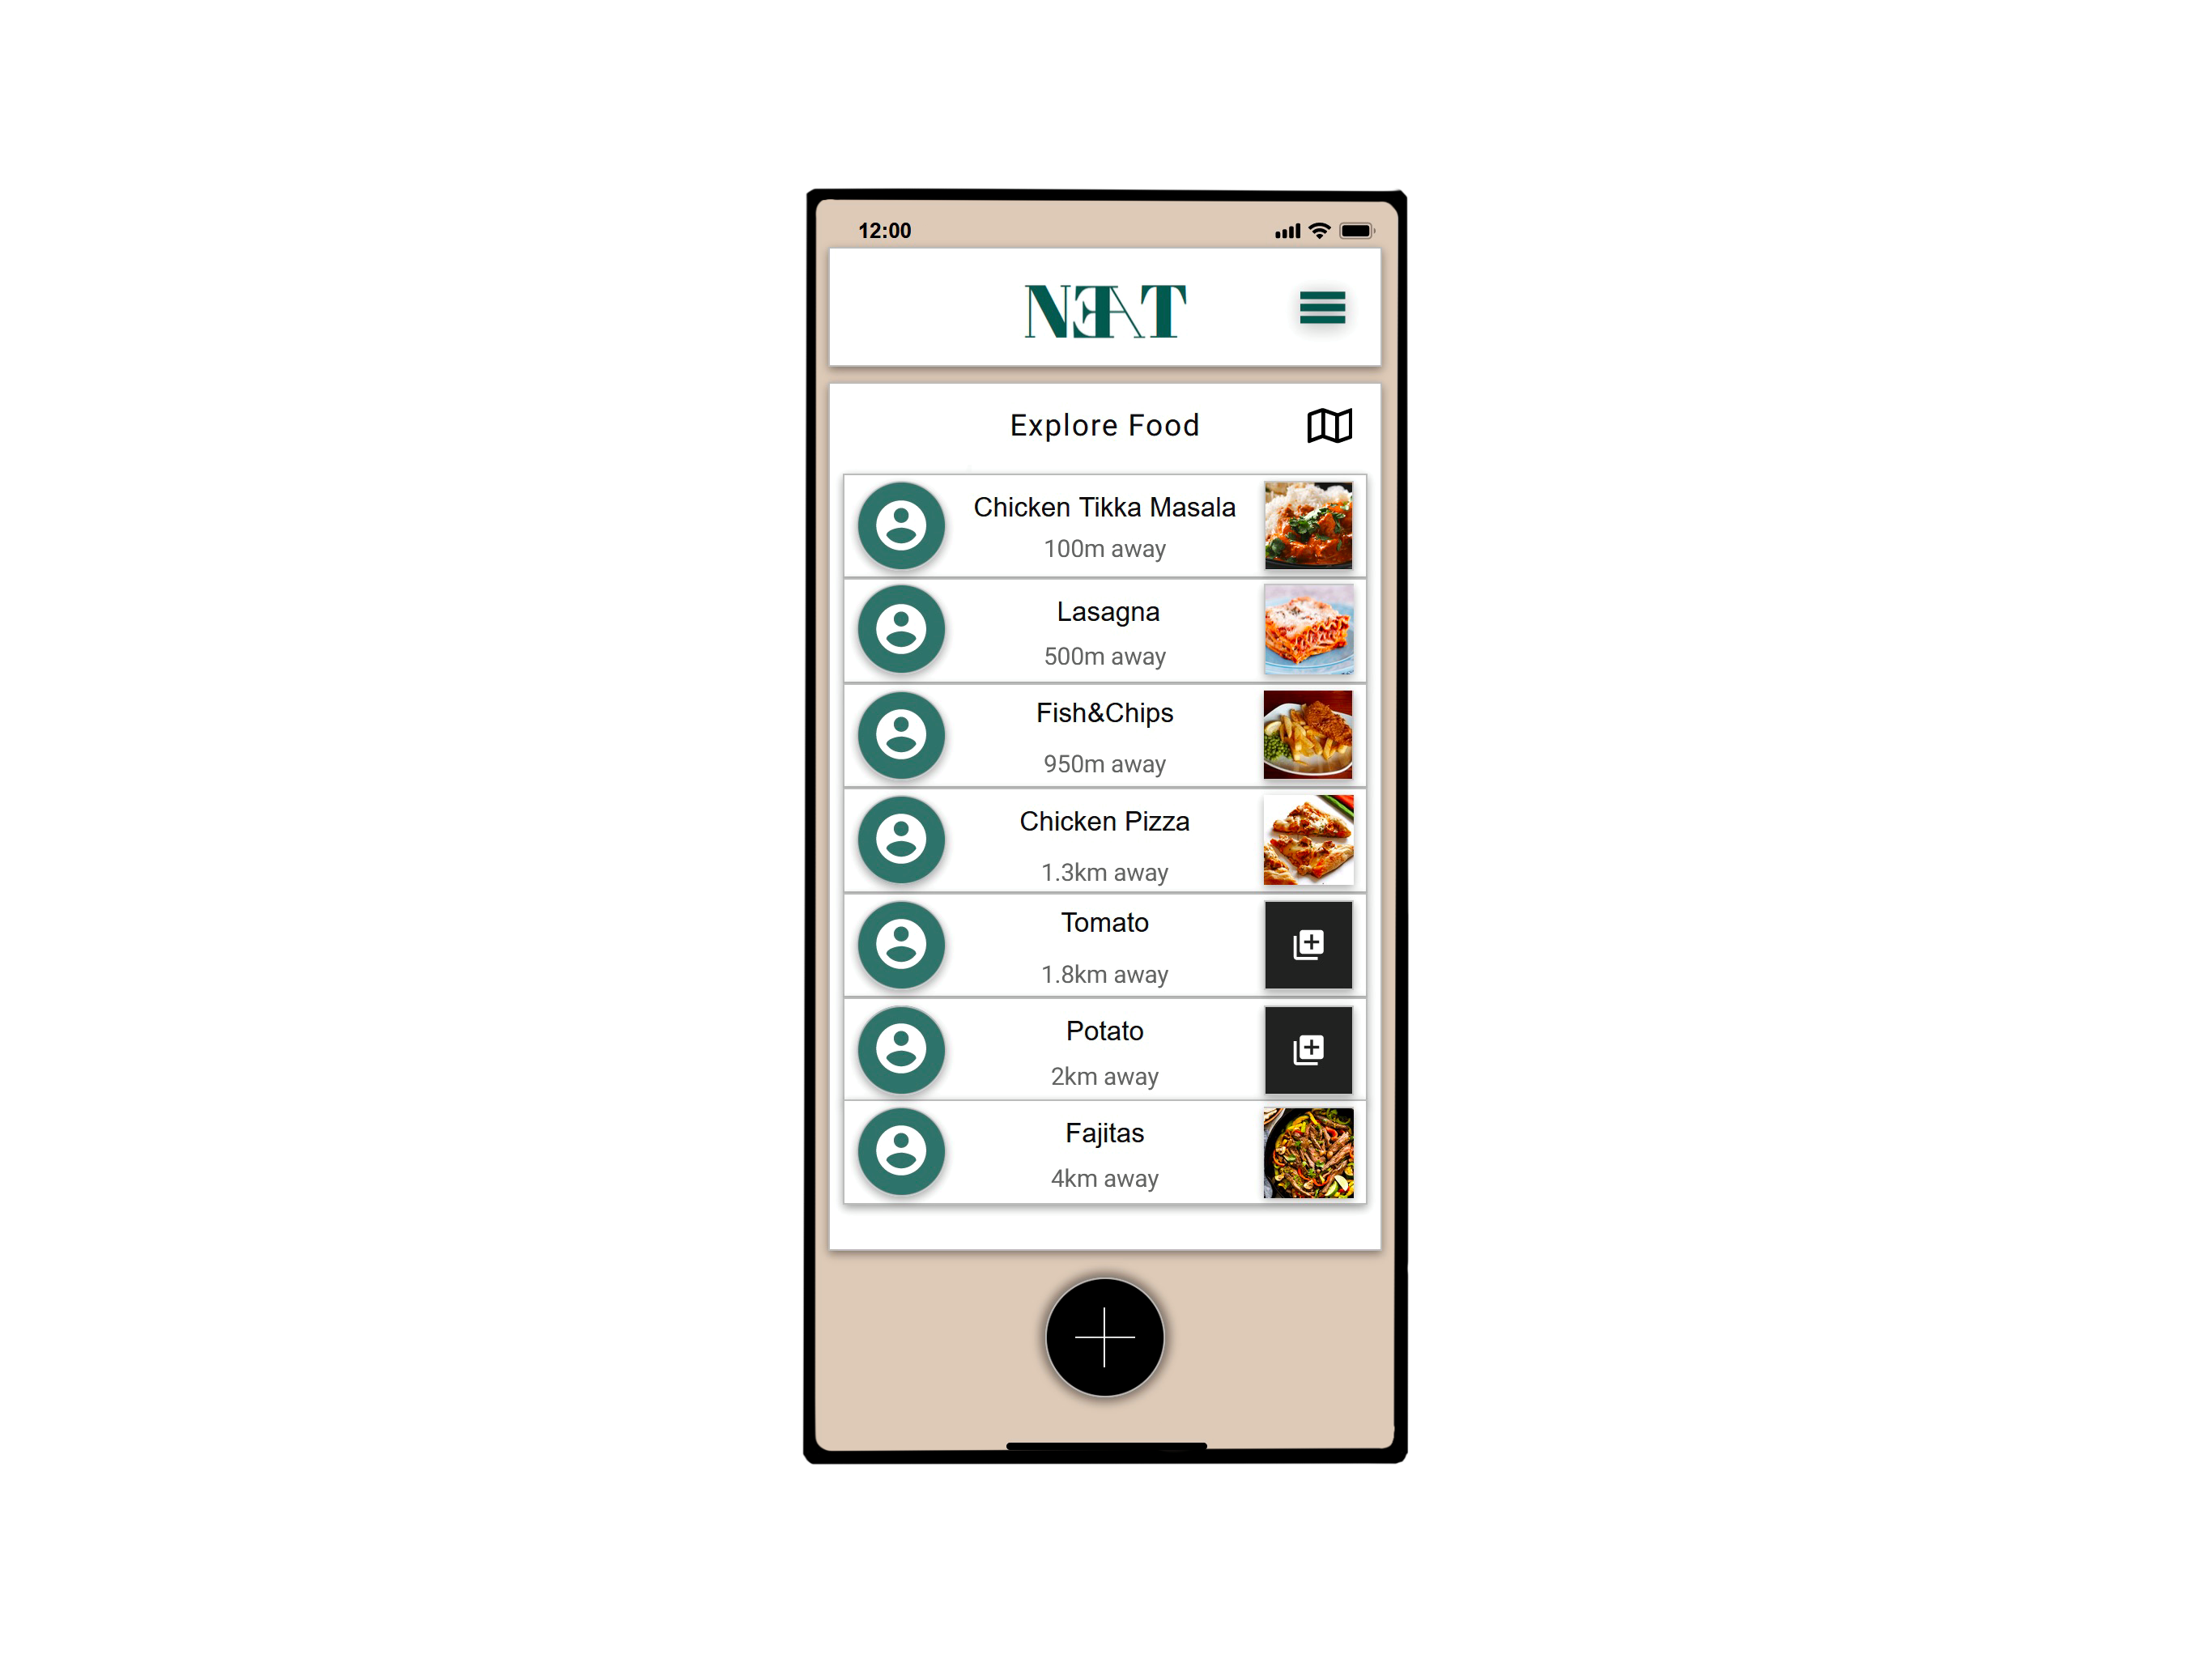 12:00
NEAT
Explore Food
Chicken Tikka Masala
100m away
Lasagna
500m away
Fish&Chips
950m away
Chicken Pizza
1.3km away
Tomato
1.8km away
Potato
2km away
Fajitas
4km away